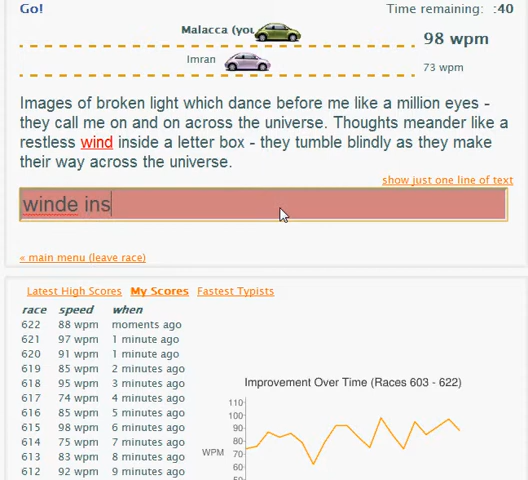 Go!
Time remaining: :40
Malacca (you
98 wpm
Imran
73 wpm
Images of broken light which dance before me like a million eyes -
they call me on and on across the universe. Thoughts meander like a
restless wind inside a letter box - they tumble blindly as they make
their way across the universe.
show just one line of text
winde ins
« main menu (leave race)
Latest High Scores My Scores Fastest Typists
race speed when
622 88 wpm moments ago
621 97 wpm 1 minute ago
620 91 wpm 1 minute ago
619 85 wpm 2 minutes ago
618 95 wpm 3 minutes ago
617 74 wpm 4 minutes ago
616 85 wpm 5 minutes ago
615 98 wpm 6 minutes ago
614 75 wpm 7 minutes ago
613 83 wpm 8 minutes ago
612 92 wpm 9 minutes ago
Improvement Over Time (Races 603 - 622)
110
100
90
80
70
60
50
WPM